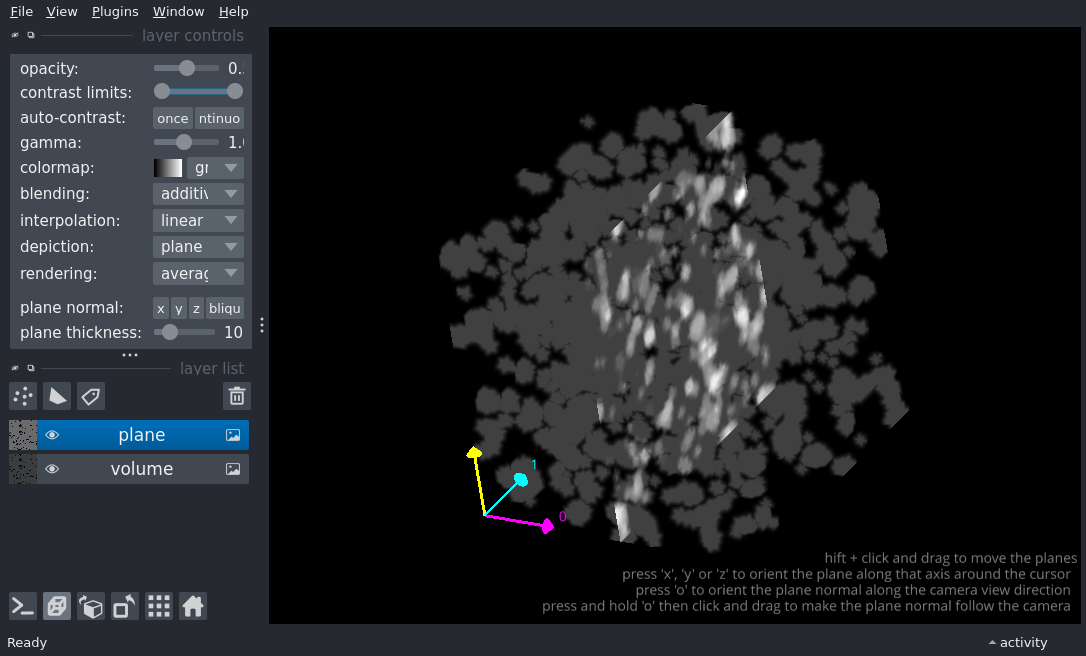 File View Plugins Window Help
layer controls
opacity: 0.
contrast limits:
auto-contrast: once ntinuo
gamma: 1.
colormap: gr
blending: additiv
interpolation: linear
depiction: plane
rendering: averag
plane normal: x y z bliqu
plane thickness: 10
layer list
plane
volume
1
0
hift + click and drag to move the planes
press 'x', 'y' or 'z' to orient the plane along that axis around the cursor
press 'o' to orient the plane normal along the camera view direction
press and hold 'o' then click and drag to make the plane normal follow the camera
Ready
activity